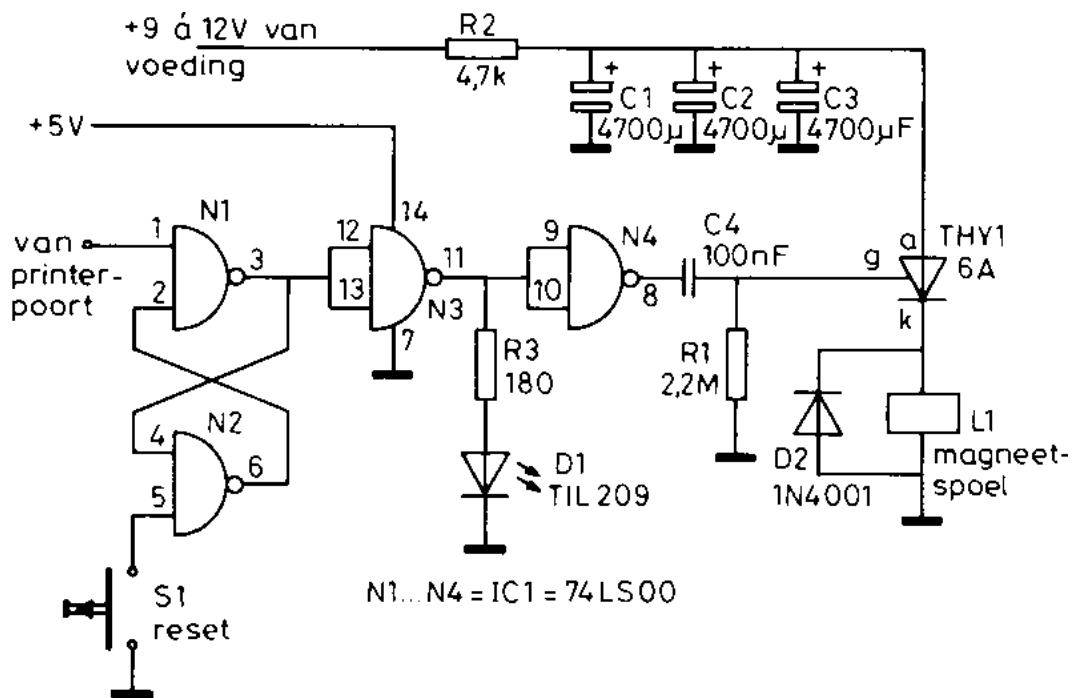 +9 á 12V van
voeding
R2
4,7k
+
C1
4700µ
+
C2
4700µ
+
C3
4700µF
+5V
N1
1
2
3
van
printer-
poort
14
12
13
11
N3
7
9
10
N4
8
C4
100nF
g
a
k
THY1
6A
R3
180
R1
2,2M
N2
4
5
6
D1
TIL209
D2
1N4001
L1
magneet-
spoel
S1
reset
N1...N4 = IC1 = 74LS00